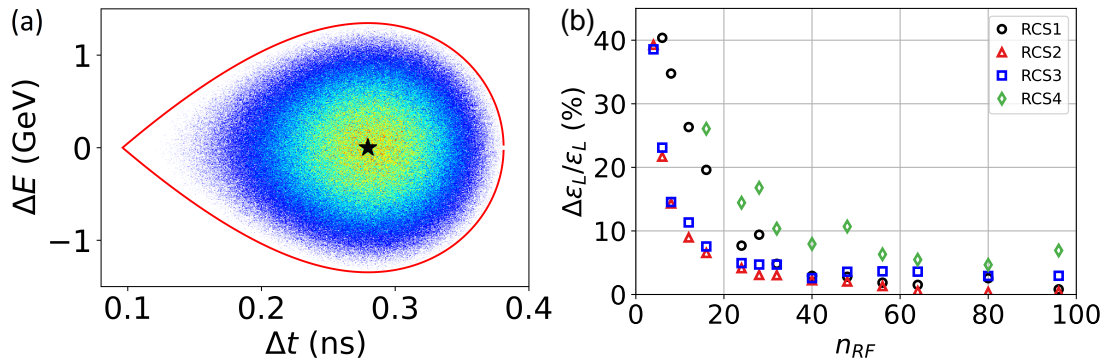 (a)
ΔE (GeV)
1
0
−1
0.1 0.2 0.3 0.4
Δt (ns)
(b)
Δε_L/ε_L (%)
40
30
20
10
0
0 20 40 60 80 100
n_RF
RCS1
RCS2
RCS3
RCS4